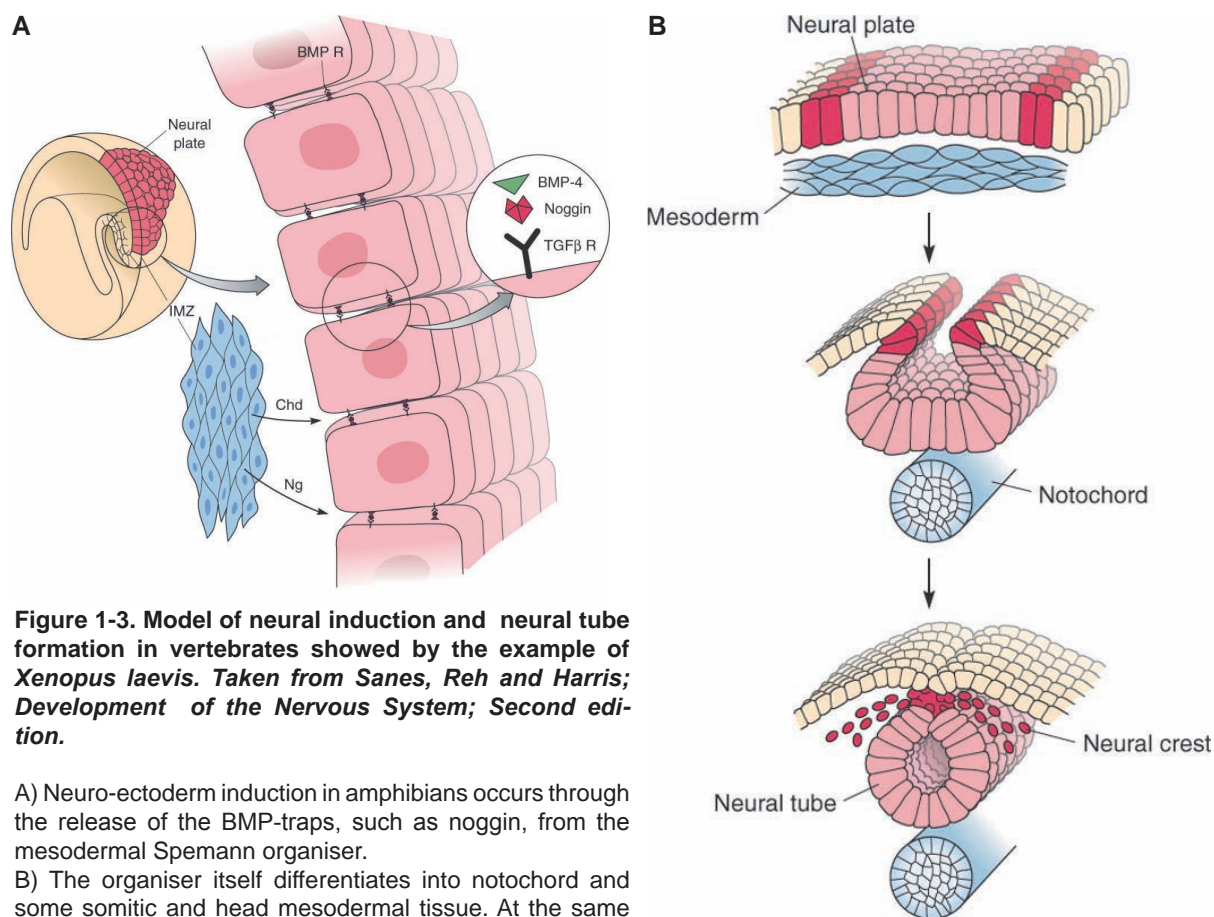 A
BMP R
Neural
plate
BMP-4
Noggin
TGFβ R
IMZ
Chd
Ng
Figure 1-3. Model of neural induction and neural tube
formation in vertebrates showed by the example of
Xenopus laevis. Taken from Sanes, Reh and Harris;
Development of the Nervous System; Second edi-
tion.
A) Neuro-ectoderm induction in amphibians occurs through
the release of the BMP-traps, such as noggin, from the
mesodermal Spemann organiser.
B) The organiser itself differentiates into notochord and
some somitic and head mesodermal tissue. At the same
B
Neural plate
Mesoderm
Notochord
Neural crest
Neural tube